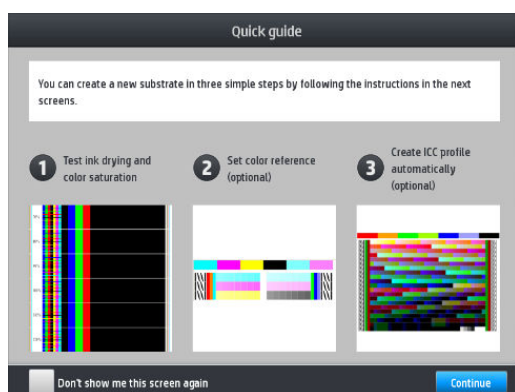 Quick guide
You can create a new substrate in three simple steps by following the instructions in the next
screens.
1 Test ink drying and
color saturation
2 Set color reference
(optional)
3 Create ICC profile
automatically
(optional)
Don't show me this screen again
Continue